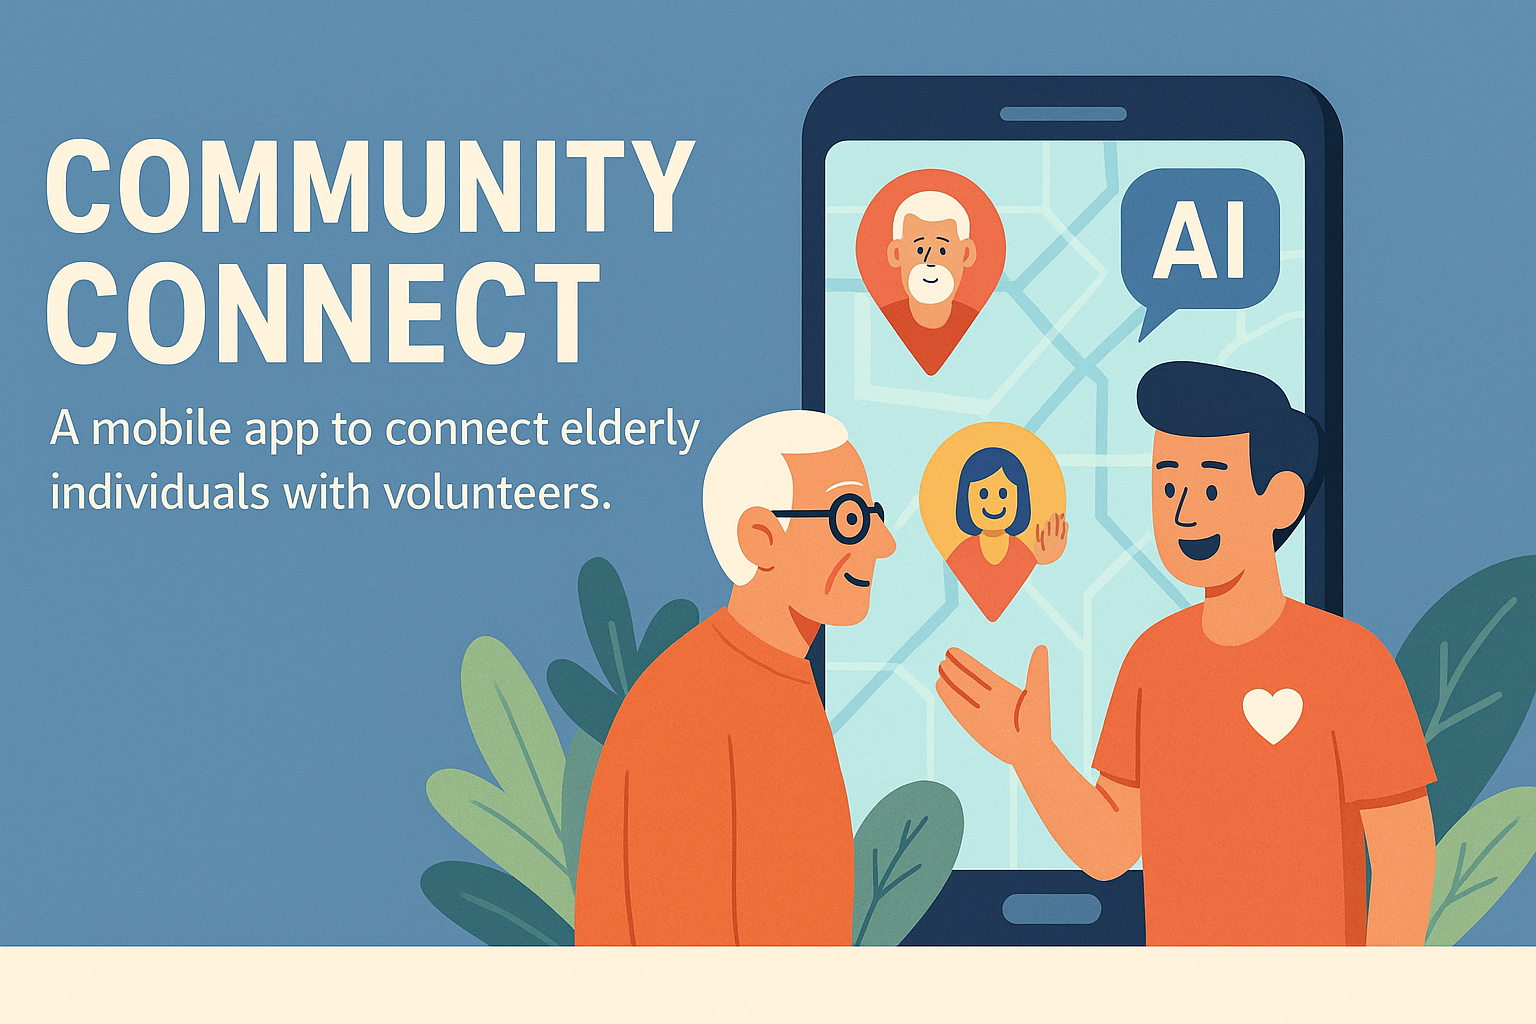 COMMUNITY
CONNECT
A mobile app to connect elderly
individuals with volunteers.
AI